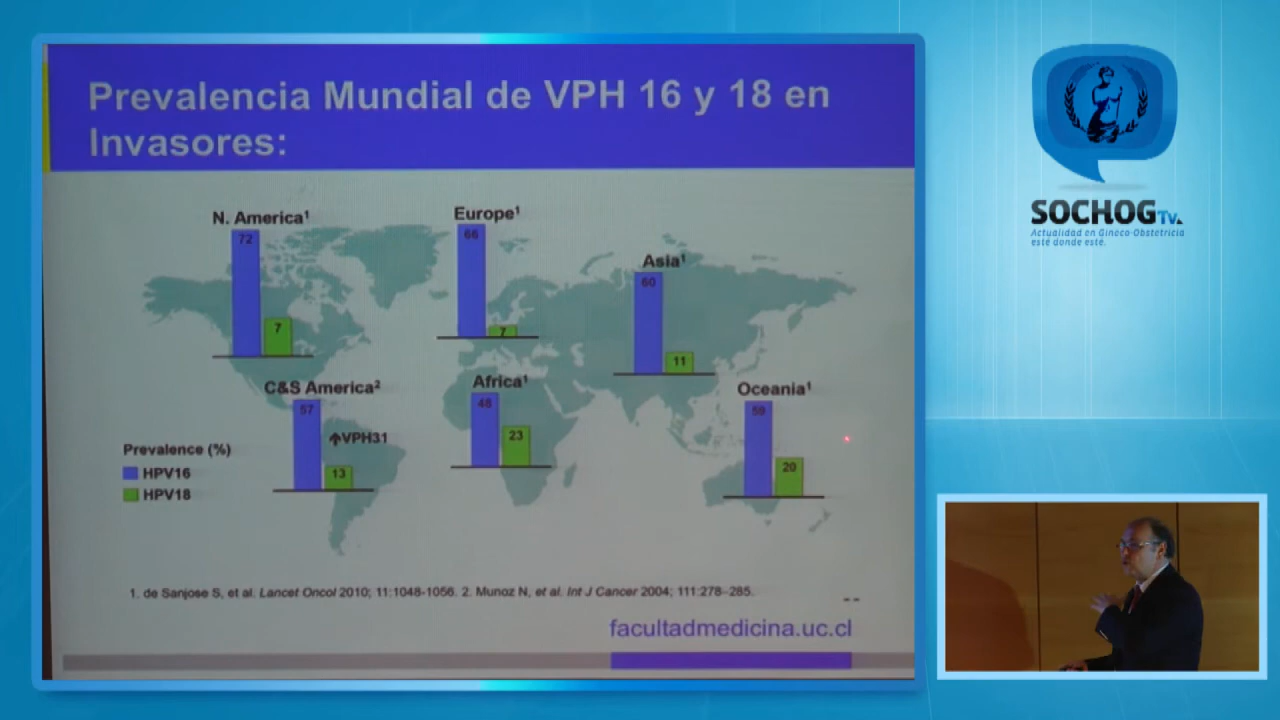 Prevalencia Mundial de VPH 16 y 18 en
Invasores:
N. America¹
72
7
Europe¹
66
7
Asia¹
60
11
C&S America²
57
↑VPH31
13
Africa¹
48
23
Oceania¹
59
20
Prevalence (%)
HPV16
HPV18
1. de Sanjose S, et al. Lancet Oncol 2010; 11:1048-1056. 2. Munoz N, et al. Int J Cancer 2004; 111:278–285.
facultadmedicina.uc.cl
SOCHOG Tv.
Actualidad en Gineco-Obstetricia
esté donde esté.